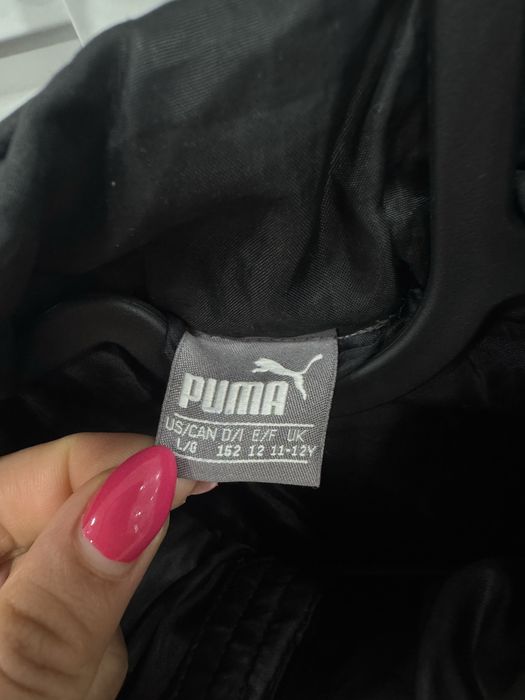 PUMA
US/CAN D/I E/F UK
L/G 152 12 11-12Y